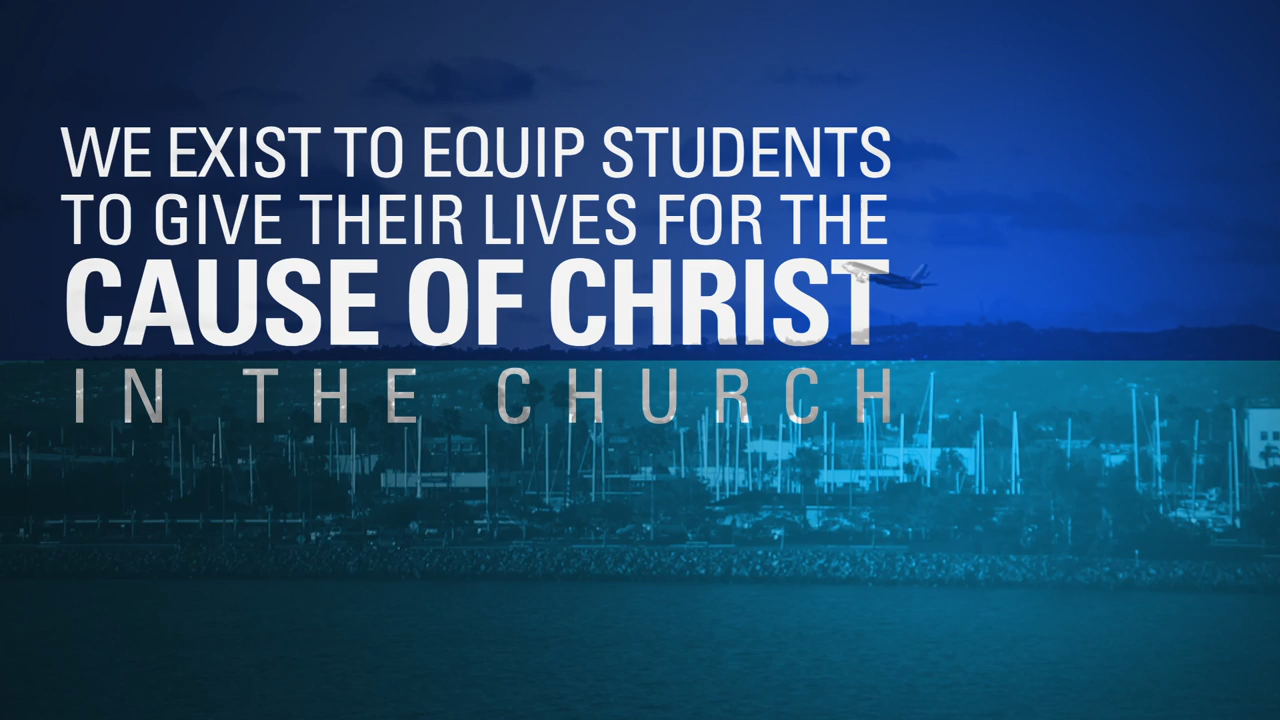 WE EXIST TO EQUIP STUDENTS
TO GIVE THEIR LIVES FOR THE
CAUSE OF CHRIST
IN THE CHURCH